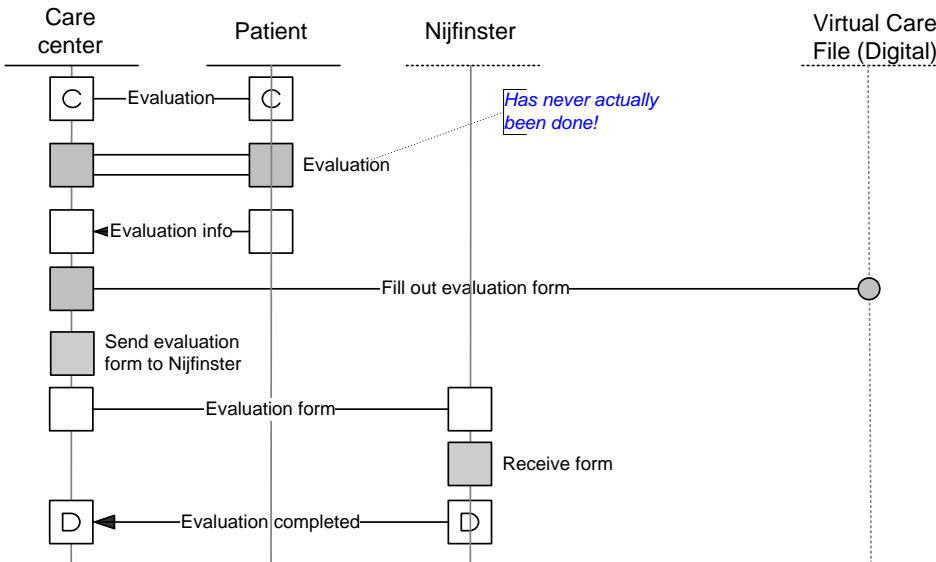 Care
center
Patient
Nijfinster
Virtual Care
File (Digital)
C
Evaluation
C
Has never actually
been done!
Evaluation
Evaluation info
Fill out evaluation form
Send evaluation
form to Nijfinster
Evaluation form
Receive form
D
Evaluation completed
D